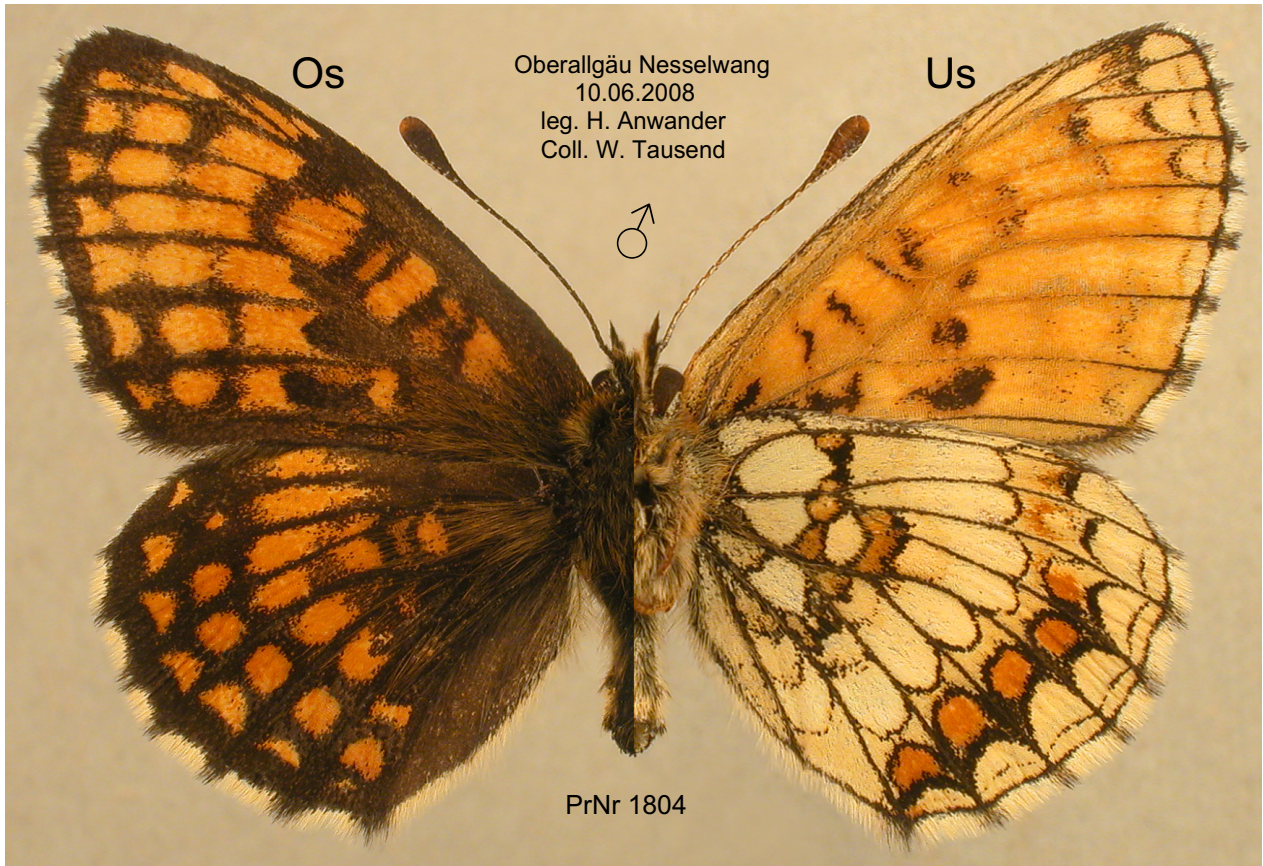 Os
Oberallgäu Nesselwang
10.06.2008
leg. H. Anwander
Coll. W. Tausend
♂
Us
PrNr 1804